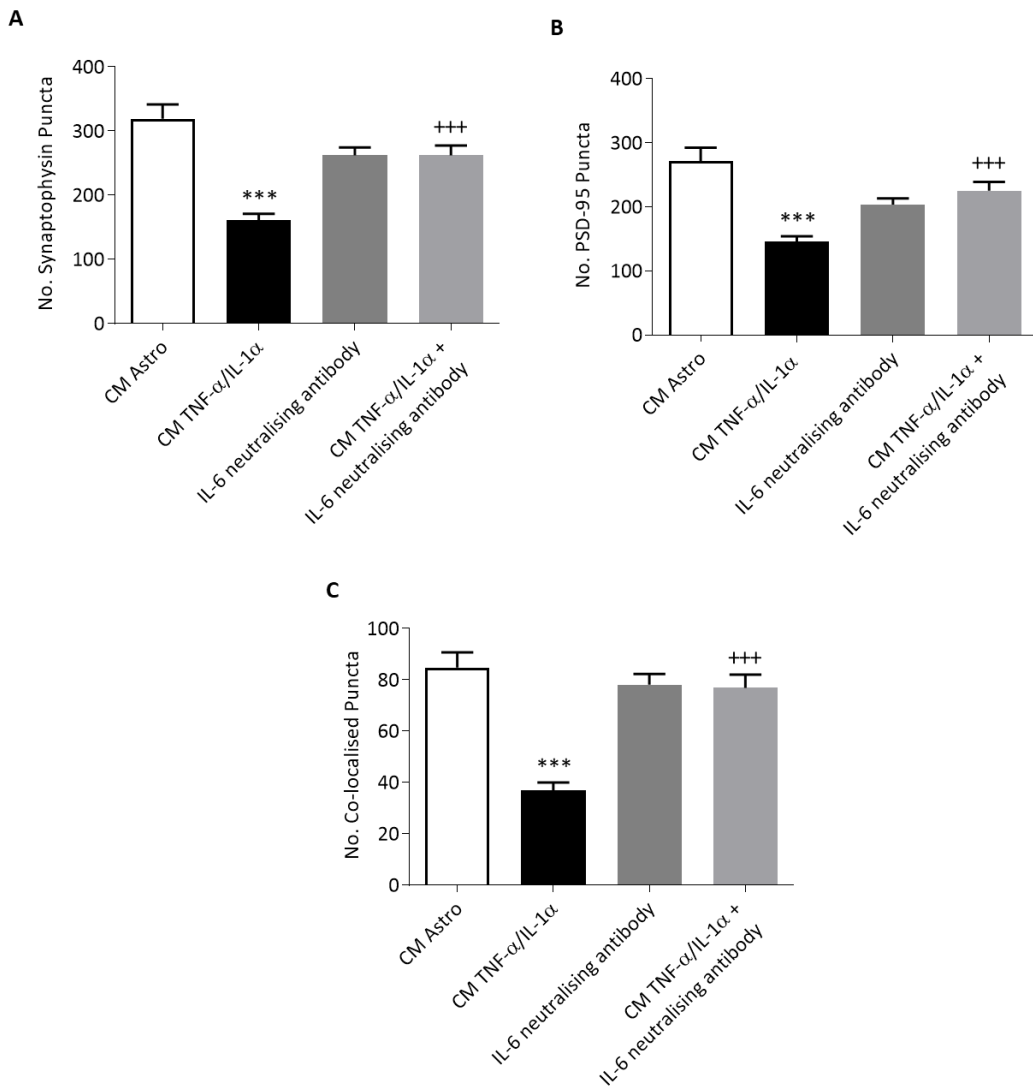 A
No. Synaptophysin Puncta
400
300
200
100
0
***
+++
CM Astro
CM TNF-α/IL-1α
IL-6 neutralising antibody
CM TNF-α/IL-1α +
IL-6 neutralising antibody
B
No. PSD-95 Puncta
400
300
200
100
0
***
+++
CM Astro
CM TNF-α/IL-1α
IL-6 neutralising antibody
CM TNF-α/IL-1α +
IL-6 neutralising antibody
C
No. Co-localised Puncta
100
80
60
40
20
0
***
+++
CM Astro
CM TNF-α/IL-1α
IL-6 neutralising antibody
CM TNF-α/IL-1α +
IL-6 neutralising antibody